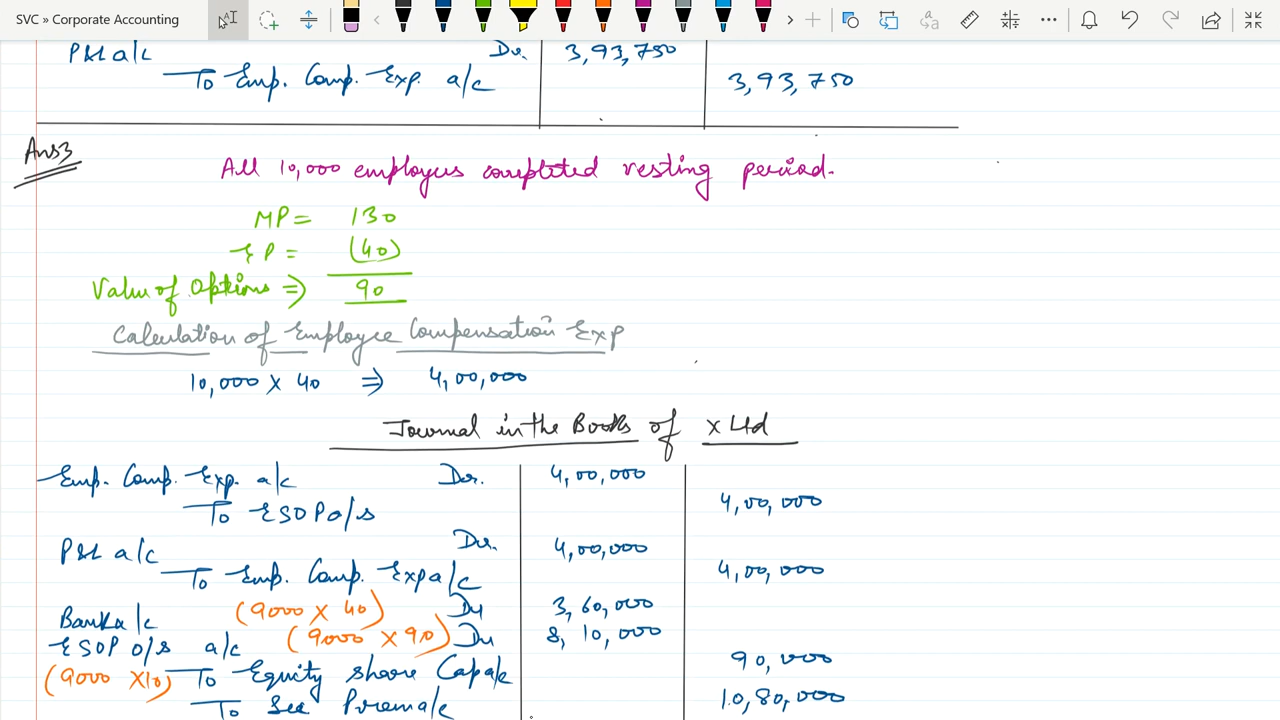 SVC » Corporate Accounting
P&L a/c Dr. 3,93,750
To Emp. Comp. Exp. a/c 3,93,750
Ans3
All 10,000 employees completed vesting period.
MP = 130
EP = (40)
Value of Options ⇒ 90
Calculation of Employee Compensation Exp
10,000 × 40 ⇒ 4,00,000
Journal in the Books of X Ltd
Emp. Comp. Exp. a/c Dr. 4,00,000
To ESOP o/s 4,00,000
P&L a/c Dr. 4,00,000
To Emp. Comp. Exp a/c 4,00,000
Bank a/c (9000 × 40) Dr 3,60,000
ESOP o/s a/c (9000 × 90) Dr 8,10,000
(9000 × 10) To Equity share Cap a/c 90,000
To Sec Prem a/c 10,80,000